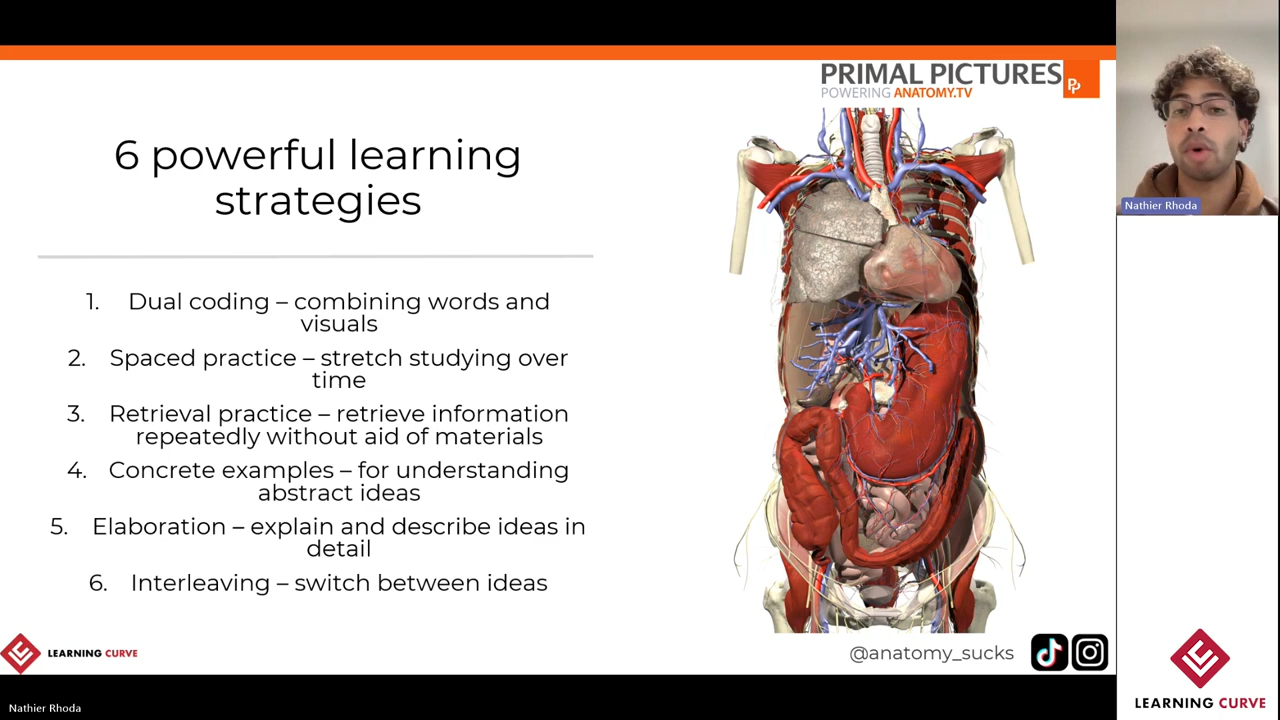 PRIMAL PICTURES
POWERING ANATOMY.TV
6 powerful learning
strategies
1. Dual coding – combining words and
visuals
2. Spaced practice – stretch studying over
time
3. Retrieval practice – retrieve information
repeatedly without aid of materials
4. Concrete examples – for understanding
abstract ideas
5. Elaboration – explain and describe ideas in
detail
6. Interleaving – switch between ideas
LEARNING CURVE
@anatomy_sucks
Nathier Rhoda
Nathier Rhoda
LEARNING CURVE